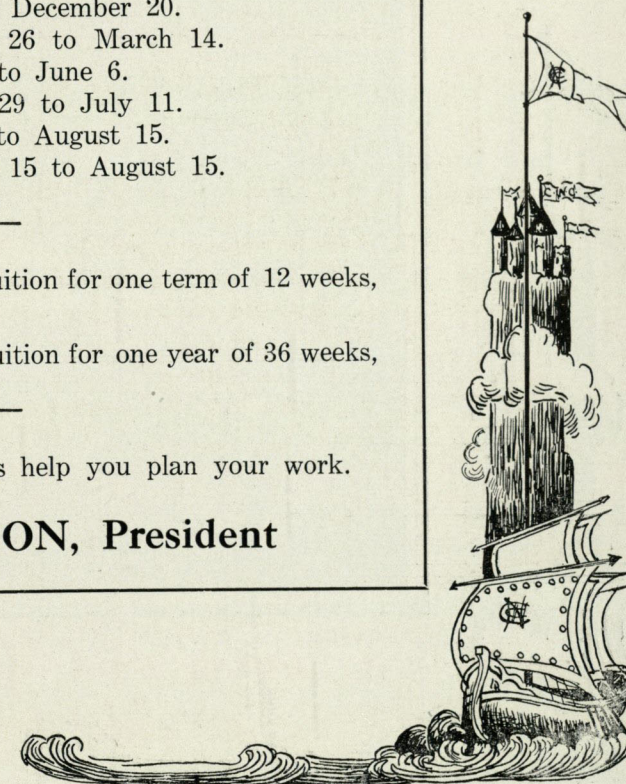 December 20.
26 to March 14.
to June 6.
29 to July 11.
to August 15.
15 to August 15.
uition for one term of 12 weeks,
uition for one year of 36 weeks,
s help you plan your work.
ON, President